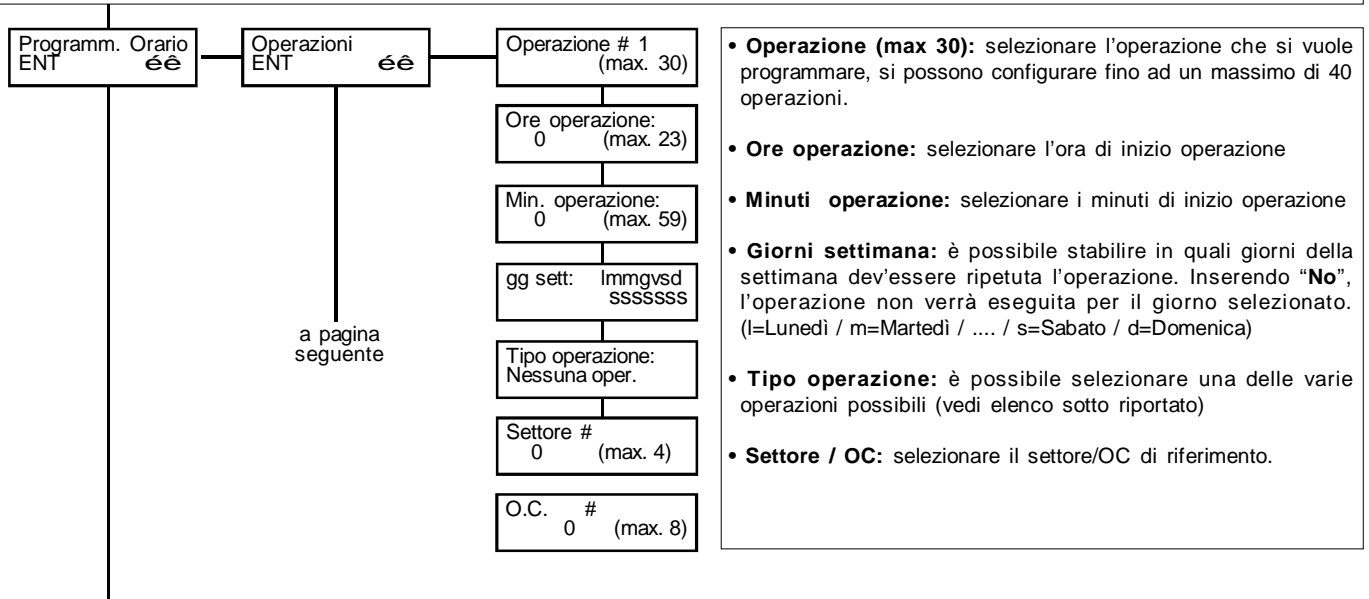 Programm. Orario
ENT éê
Operazioni
ENT éê
Operazione # 1
(max. 30)
Ore operazione:
0 (max. 23)
Min. operazione:
0 (max. 59)
gg sett: lmmgvsd
sssssss
Tipo operazione:
Nessuna oper.
Settore #
0 (max. 4)
O.C. #
0 (max. 8)
a pagina
seguente
• Operazione (max 30): selezionare l'operazione che si vuole
programmare, si possono configurare fino ad un massimo di 40
operazioni.
• Ore operazione: selezionare l'ora di inizio operazione
• Minuti operazione: selezionare i minuti di inizio operazione
• Giorni settimana: è possibile stabilire in quali giorni della
settimana dev'essere ripetuta l'operazione. Inserendo “No”,
l'operazione non verrà eseguita per il giorno selezionato.
(l=Lunedì / m=Martedì / .... / s=Sabato / d=Domenica)
• Tipo operazione: è possibile selezionare una delle varie
operazioni possibili (vedi elenco sotto riportato)
• Settore / OC: selezionare il settore/OC di riferimento.